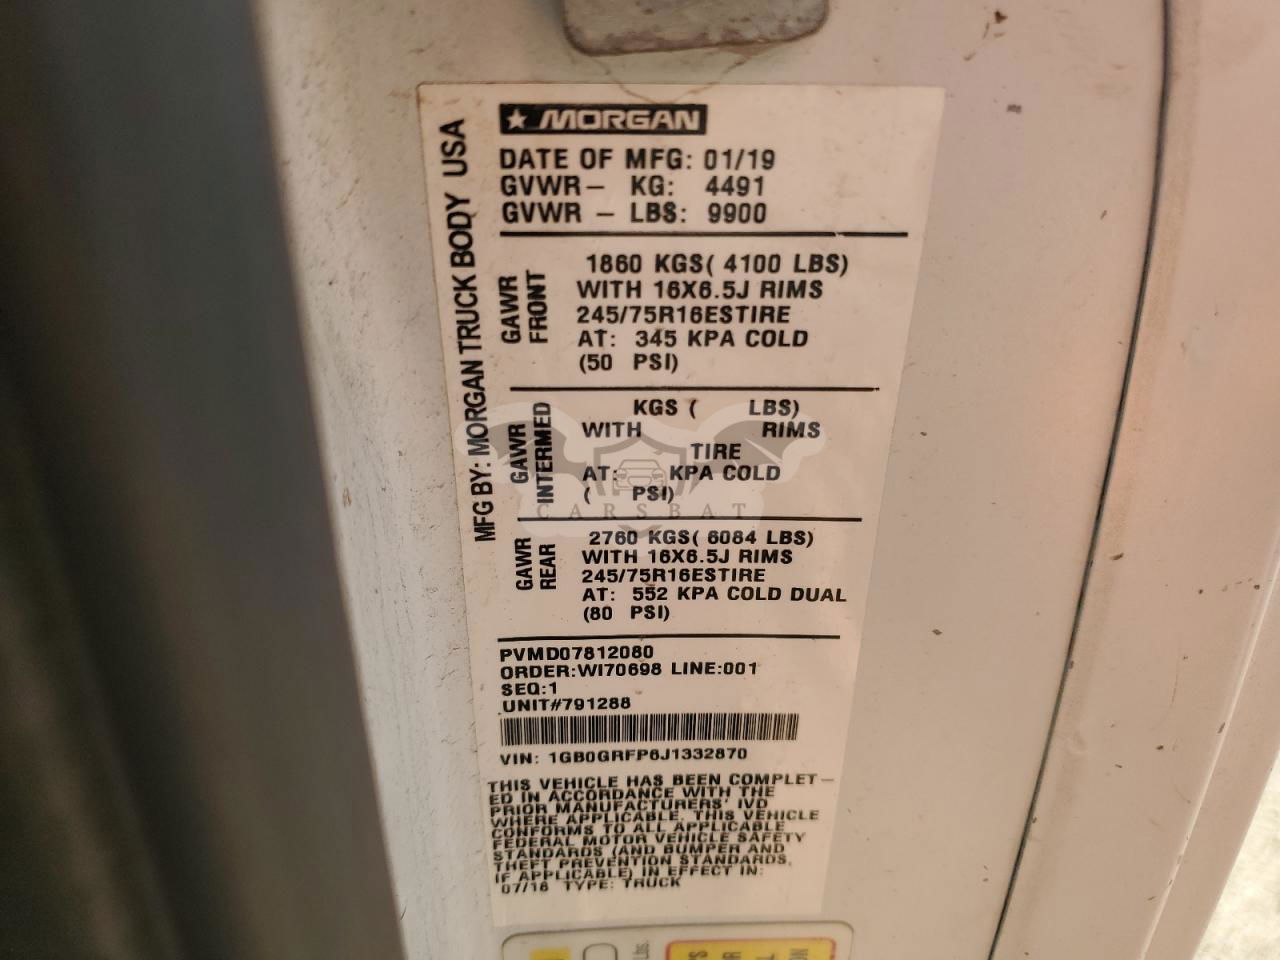 MFG BY: MORGAN TRUCK BODY USA
MORGAN
DATE OF MFG: 01/19
GVWR- KG: 4491
GVWR - LBS: 9900
GAWR FRONT
1860 KGS( 4100 LBS)
WITH 16X6.5J RIMS
245/75R16ESTIRE
AT: 345 KPA COLD
(50 PSI)
GAWR INTERMED
KGS ( LBS)
WITH RIMS
TIRE
AT: KPA COLD
( PSI)
CARSBAT
GAWR REAR
2760 KGS( 6084 LBS)
WITH 16X6.5J RIMS
245/75R16ESTIRE
AT: 552 KPA COLD DUAL
(80 PSI)
PVMD07812080
ORDER:WI70698 LINE:001
SEQ:1
UNIT#791288
VIN: 1GB0GRFP6J1332870
THIS VEHICLE HAS BEEN COMPLET-
ED IN ACCORDANCE WITH THE
PRIOR MANUFACTURERS' IVD
WHERE APPLICABLE. THIS VEHICLE
CONFORMS TO ALL APPLICABLE
FEDERAL MOTOR VEHICLE SAFETY
STANDARDS (AND BUMPER AND
THEFT PREVENTION STANDARDS,
IF APPLICABLE) IN EFFECT IN:
07/18 TYPE: TRUCK
Lbs.